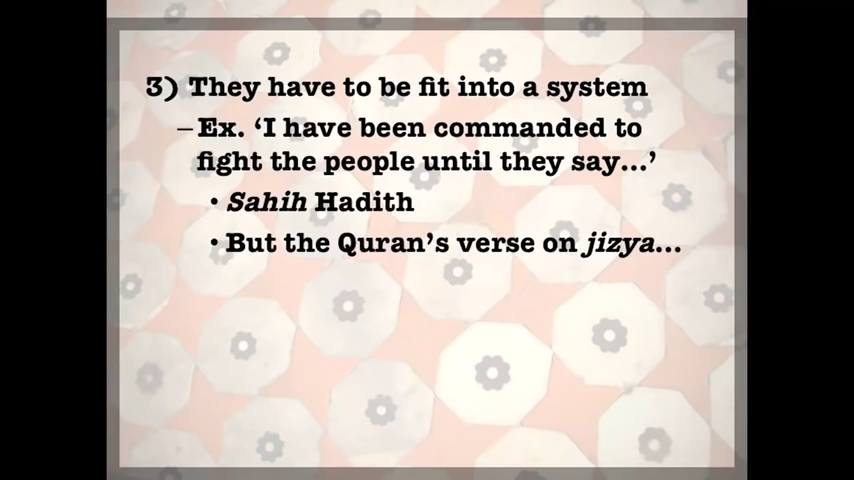 3) They have to be fit into a system
– Ex. ‘I have been commanded to
fight the people until they say…’
• Sahih Hadith
• But the Quran’s verse on jizya…